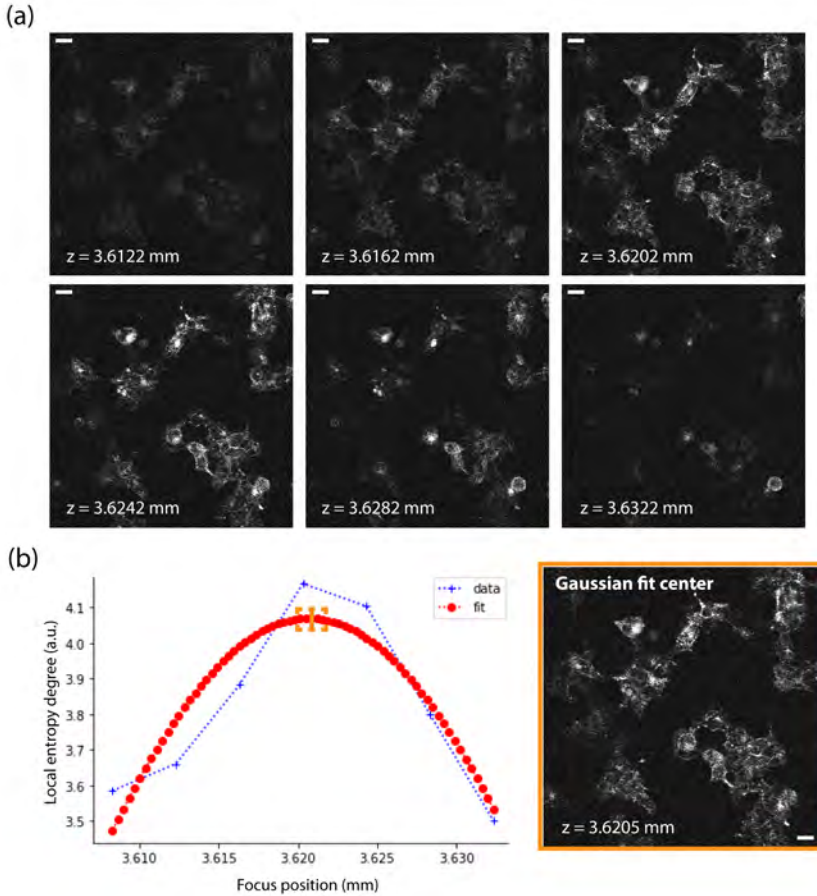 (a)
z = 3.6122 mm
z = 3.6162 mm
z = 3.6202 mm
z = 3.6242 mm
z = 3.6282 mm
z = 3.6322 mm
(b)
Local entropy degree (a.u.)
4.1
4.0
3.9
3.8
3.7
3.6
3.5
data
fit
3.610
3.615
3.620
3.625
3.630
Focus position (mm)
Gaussian fit center
z = 3.6205 mm